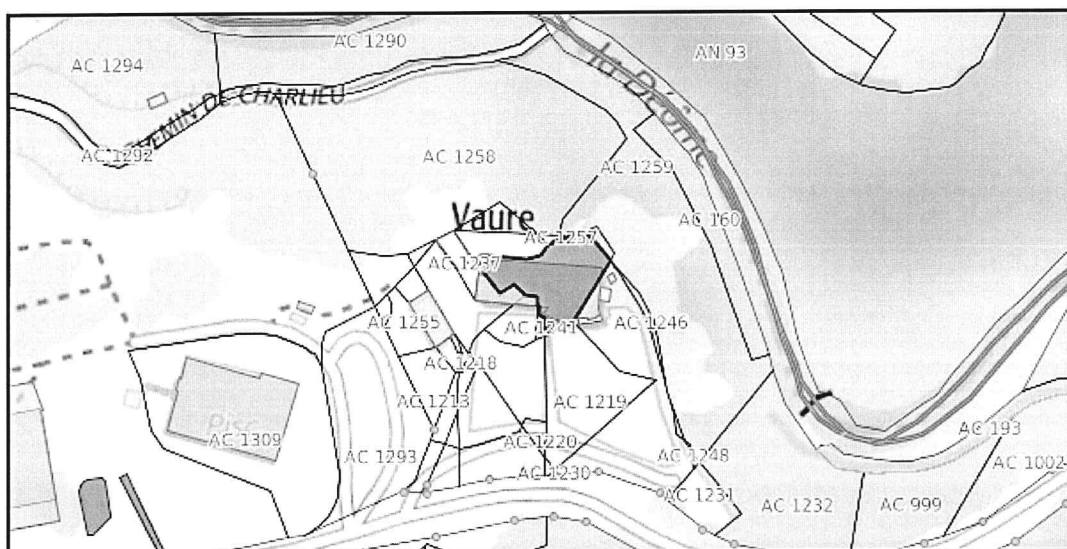 AC 1290
AC 1294
AN 93
la Déôme
CHEMIN DE CHARLIEU
AC 1292
AC 1258
AC 1259
AC 160
Vaure
AC 1257
AC 1237
AC 1255
AC 1241
AC 1246
AC 1218
AC 1213
AC 1219
Pisc
AC 1309
AC 1293
AC 1220
AC 1230
AC 1248
AC 193
AC 1002
AC 1231
AC 1232
AC 999